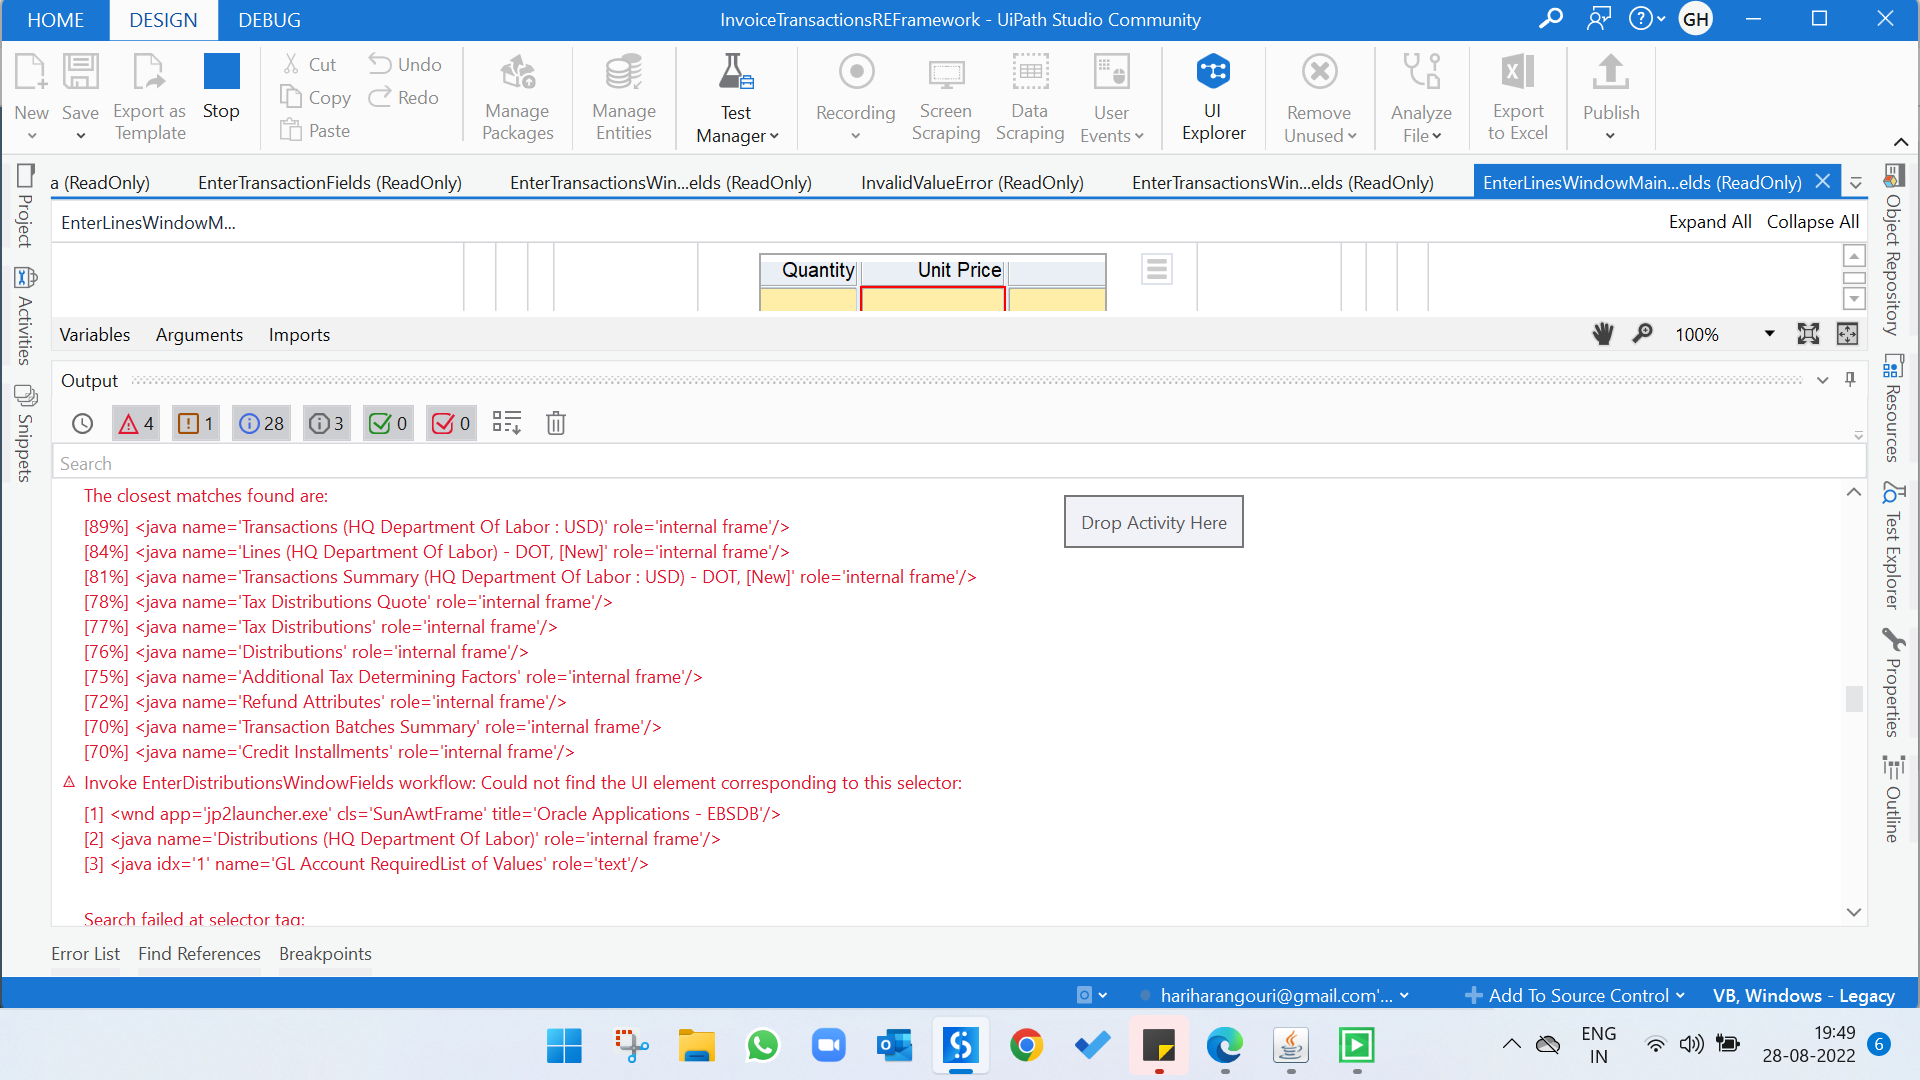 HOME DESIGN DEBUG InvoiceTransactionsREFramework - UiPath Studio Community GH
New Save Export as Template Stop Cut Copy Paste Undo Redo Manage Packages Manage Entities Test Manager Recording Screen Scraping Data Scraping User Events UI Explorer Remove Unused Analyze File Export to Excel Publish
a (ReadOnly) EnterTransactionFields (ReadOnly) EnterTransactionsWin...elds (ReadOnly) InvalidValueError (ReadOnly) EnterTransactionsWin...elds (ReadOnly) EnterLinesWindowMain...elds (ReadOnly)
Project
Activities
Snippets
EnterLinesWindowM... Expand All Collapse All
Quantity Unit Price
Variables Arguments Imports 100%
Output
4 1 28 3 0 0
Search
The closest matches found are:
[89%] <java name='Transactions (HQ Department Of Labor : USD)' role='internal frame'/>
[84%] <java name='Lines (HQ Department Of Labor) - DOT, [New]' role='internal frame'/>
[81%] <java name='Transactions Summary (HQ Department Of Labor : USD) - DOT, [New]' role='internal frame'/>
[78%] <java name='Tax Distributions Quote' role='internal frame'/>
[77%] <java name='Tax Distributions' role='internal frame'/>
[76%] <java name='Distributions' role='internal frame'/>
[75%] <java name='Additional Tax Determining Factors' role='internal frame'/>
[72%] <java name='Refund Attributes' role='internal frame'/>
[70%] <java name='Transaction Batches Summary' role='internal frame'/>
[70%] <java name='Credit Installments' role='internal frame'/>
Invoke EnterDistributionsWindowFields workflow: Could not find the UI element corresponding to this selector:
[1] <wnd app='jp2launcher.exe' cls='SunAwtFrame' title='Oracle Applications - EBSDB'/>
[2] <java name='Distributions (HQ Department Of Labor)' role='internal frame'/>
[3] <java idx='1' name='GL Account RequiredList of Values' role='text'/>
Search failed at selector tag:
Drop Activity Here
Object Repository
Resources
Test Explorer
Properties
Outline
Error List Find References Breakpoints
hariharangouri@gmail.com'... Add To Source Control VB, Windows - Legacy
ENG
IN
19:49
28-08-2022
6